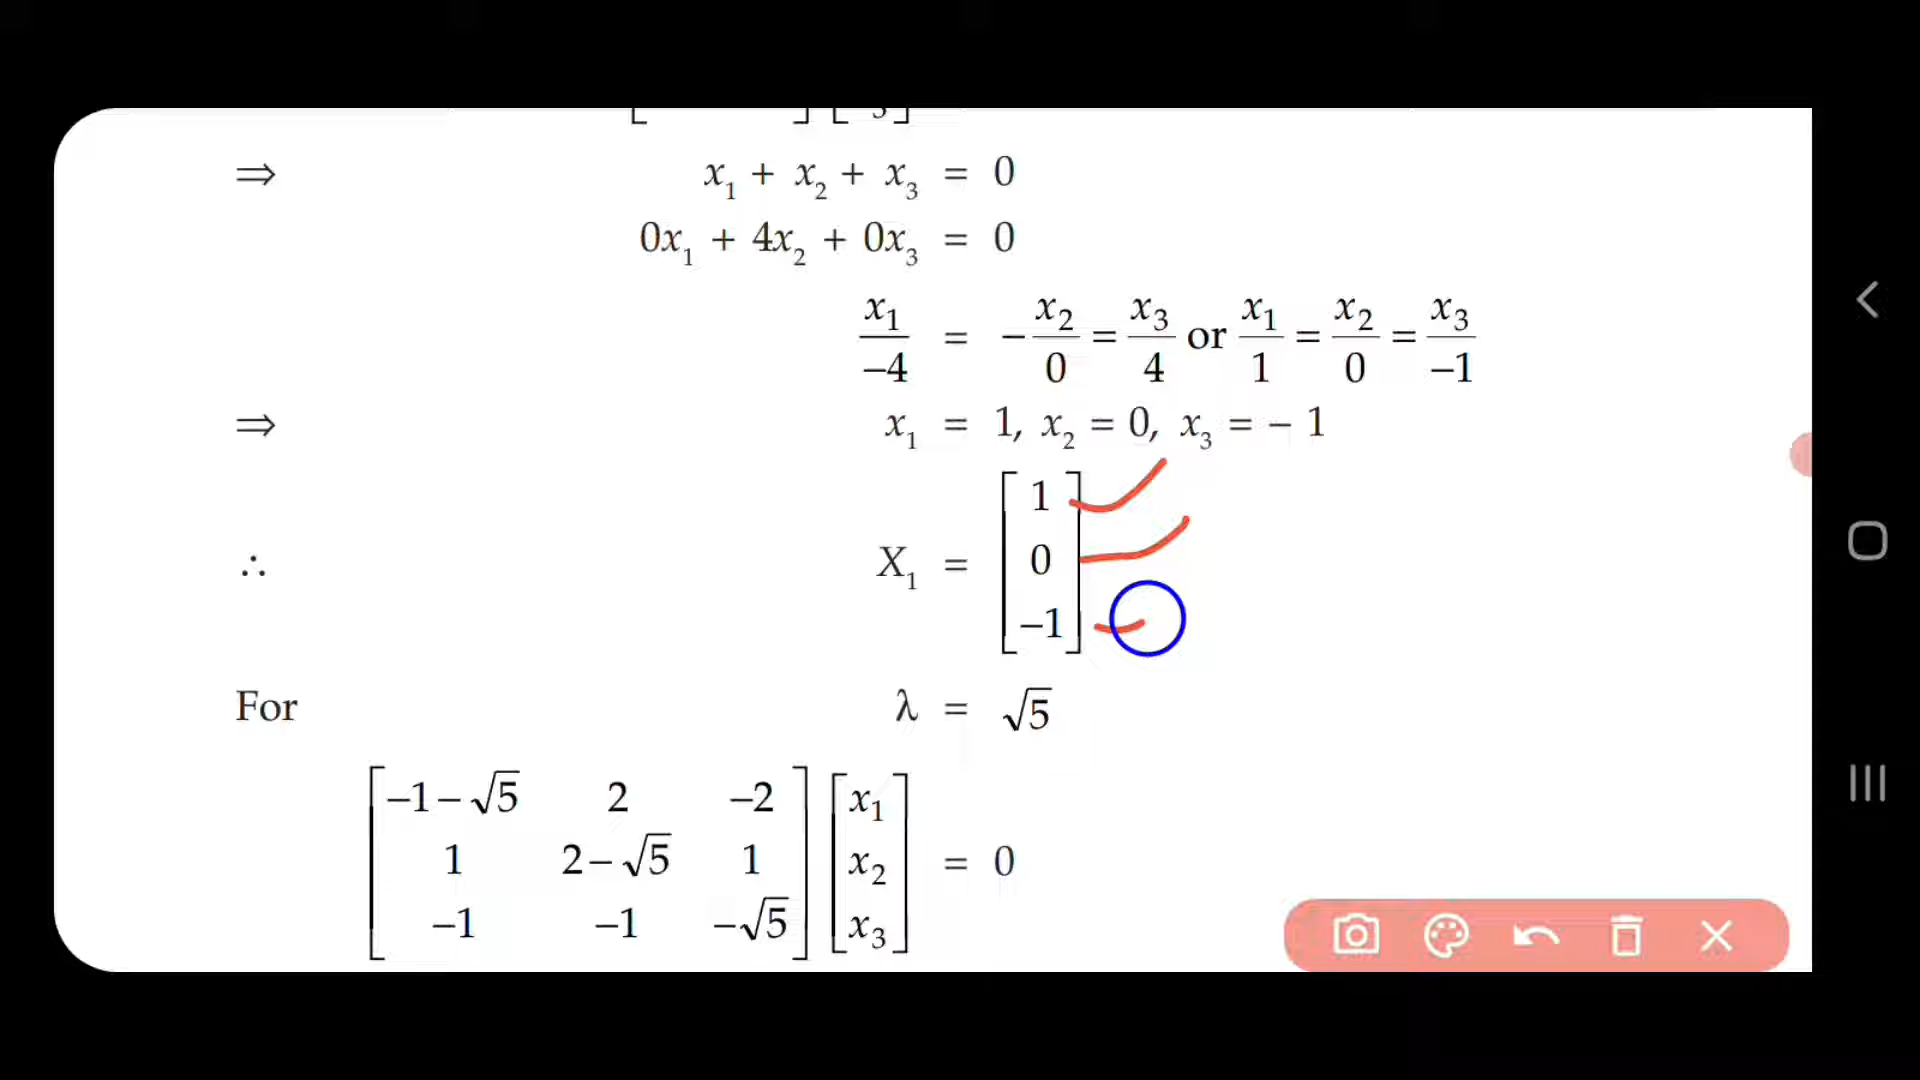 ⇒ x₁ + x₂ + x₃ = 0
0x₁ + 4x₂ + 0x₃ = 0
x₁/−4 = −x₂/0 = x₃/4 or x₁/1 = x₂/0 = x₃/−1
⇒ x₁ = 1, x₂ = 0, x₃ = − 1
∴ X₁ = [1 0 −1]
For λ = √5
[−1−√5 2 −2] [x₁]
[1 2−√5 1] [x₂] = 0
[−1 −1 −√5] [x₃]